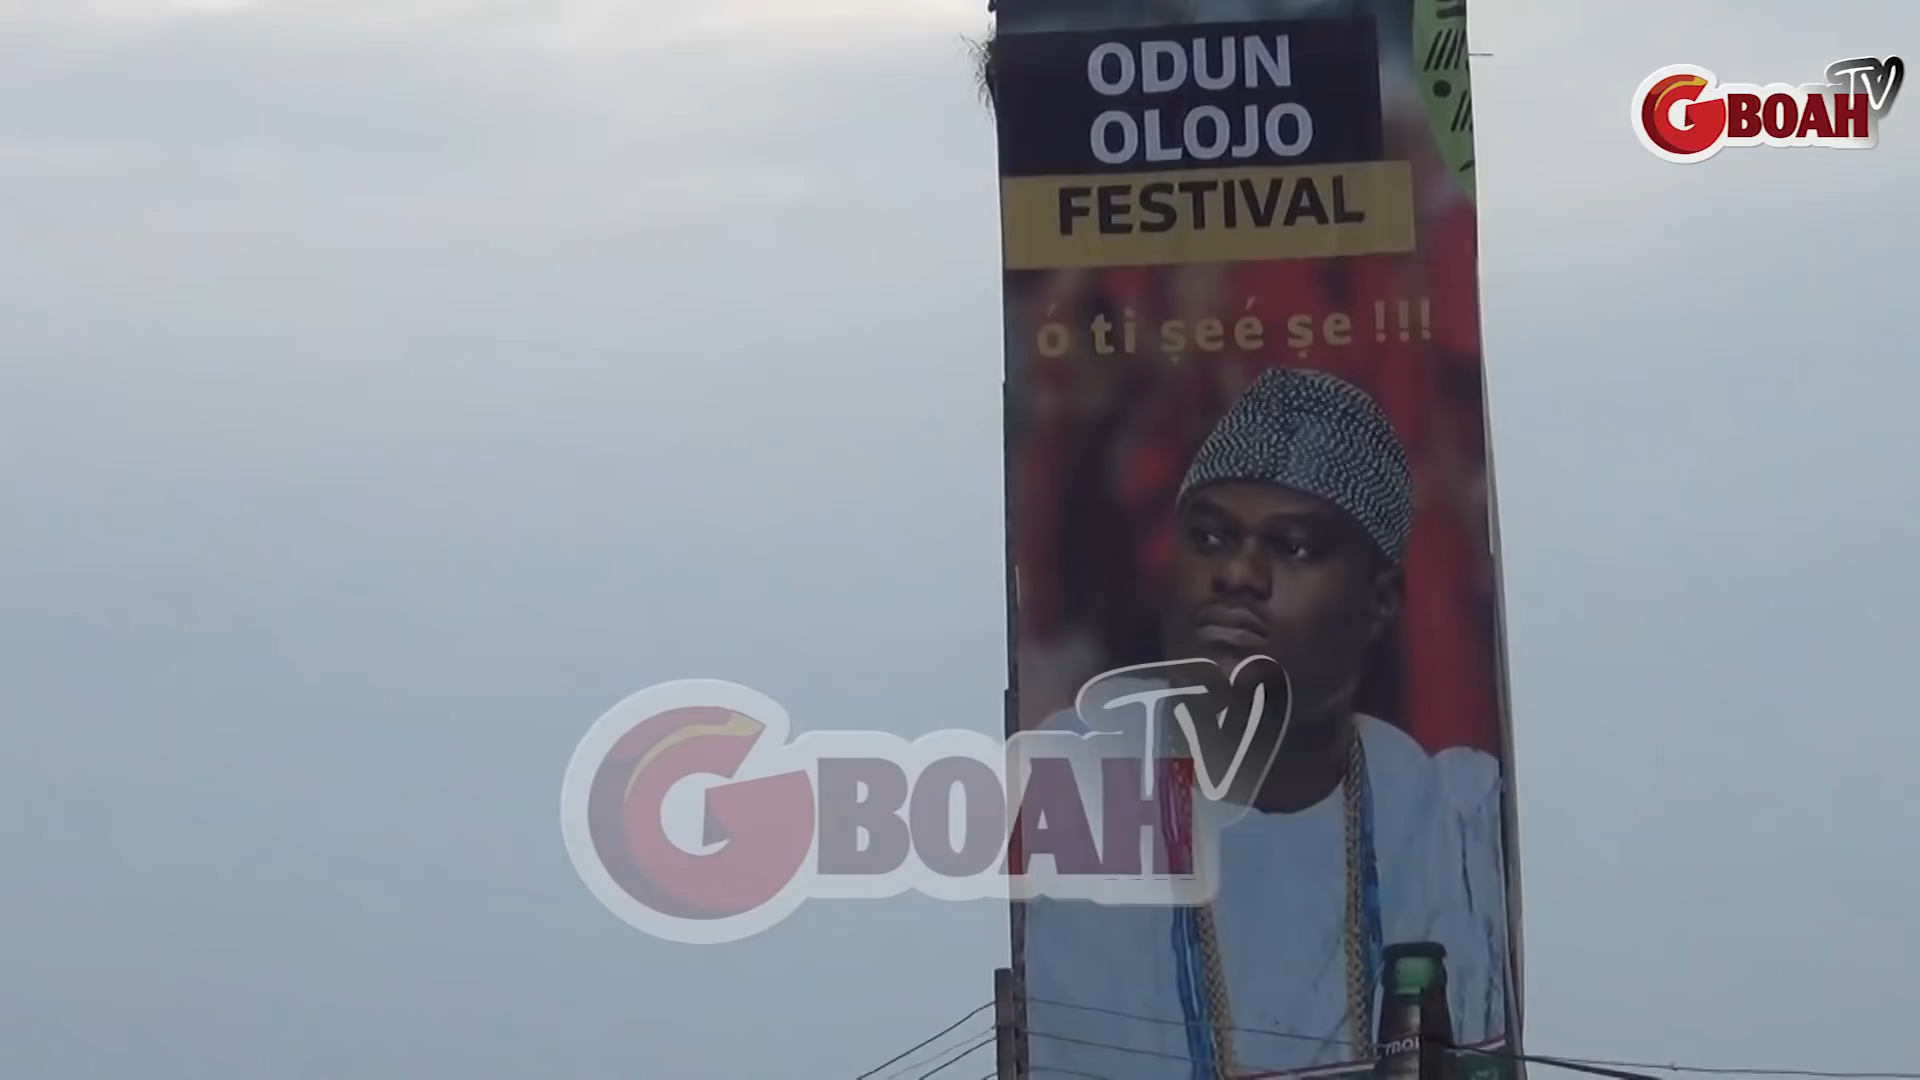 ODUN
OLOJO
FESTIVAL
ó ti ṣeé ṣe !!!
GBOAH TV
GBOAH TV